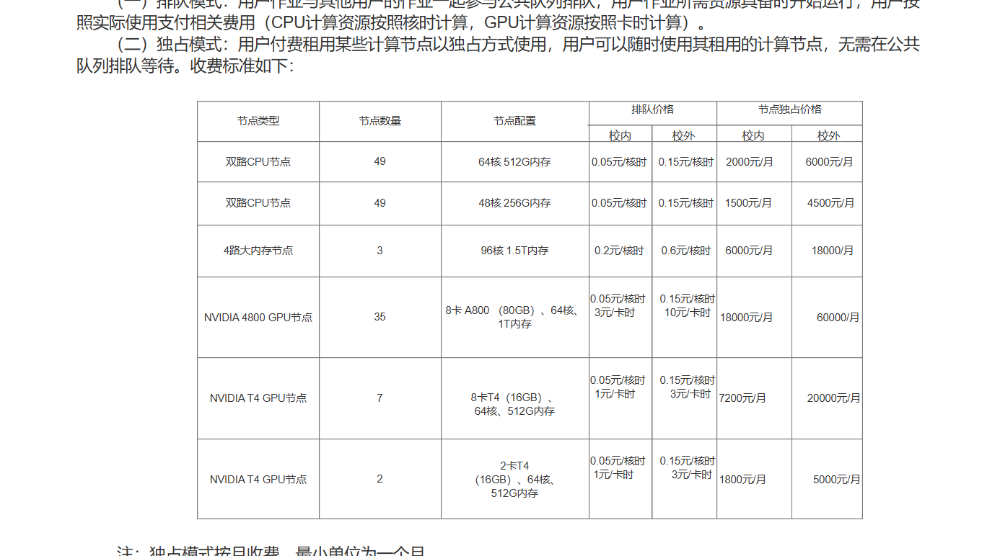 （一）排队模式：用户作业与其他用户的作业一起参与公共队列排队，用户作业所需资源具备时开始运行，用户按
照实际使用支付相关费用（CPU计算资源按照核时计算，GPU计算资源按照卡时计算）。
（二）独占模式：用户付费租用某些计算节点以独占方式使用，用户可以随时使用其租用的计算节点，无需在公共
队列排队等待。收费标准如下：
节点类型 节点数量 节点配置 排队价格 节点独占价格
校内 校外 校内 校外
双路CPU节点 49 64核 512G内存 0.05元/核时 0.15元/核时 2000元/月 6000元/月
双路CPU节点 49 48核 256G内存 0.05元/核时 0.15元/核时 1500元/月 4500元/月
4路大内存节点 3 96核 1.5T内存 0.2元/核时 0.6元/核时 6000元/月 18000/月
NVIDIA 4800 GPU节点 35 8卡 A800 （80GB）、64核、
1T内存 0.05元/核时
3元/卡时 0.15元/核时
10元/卡时 18000元/月 60000/月
NVIDIA T4 GPU节点 7 8卡T4（16GB）、
64核、512G内存 0.05元/核时
1元/卡时 0.15元/核时
3元/卡时 7200元/月 20000元/月
NVIDIA T4 GPU节点 2 2卡T4
（16GB）、64核、
512G内存 0.05元/核时
1元/卡时 0.15元/核时
3元/卡时 1800元/月 5000元/月
注：独占模式按月收费，最小单位为一个月